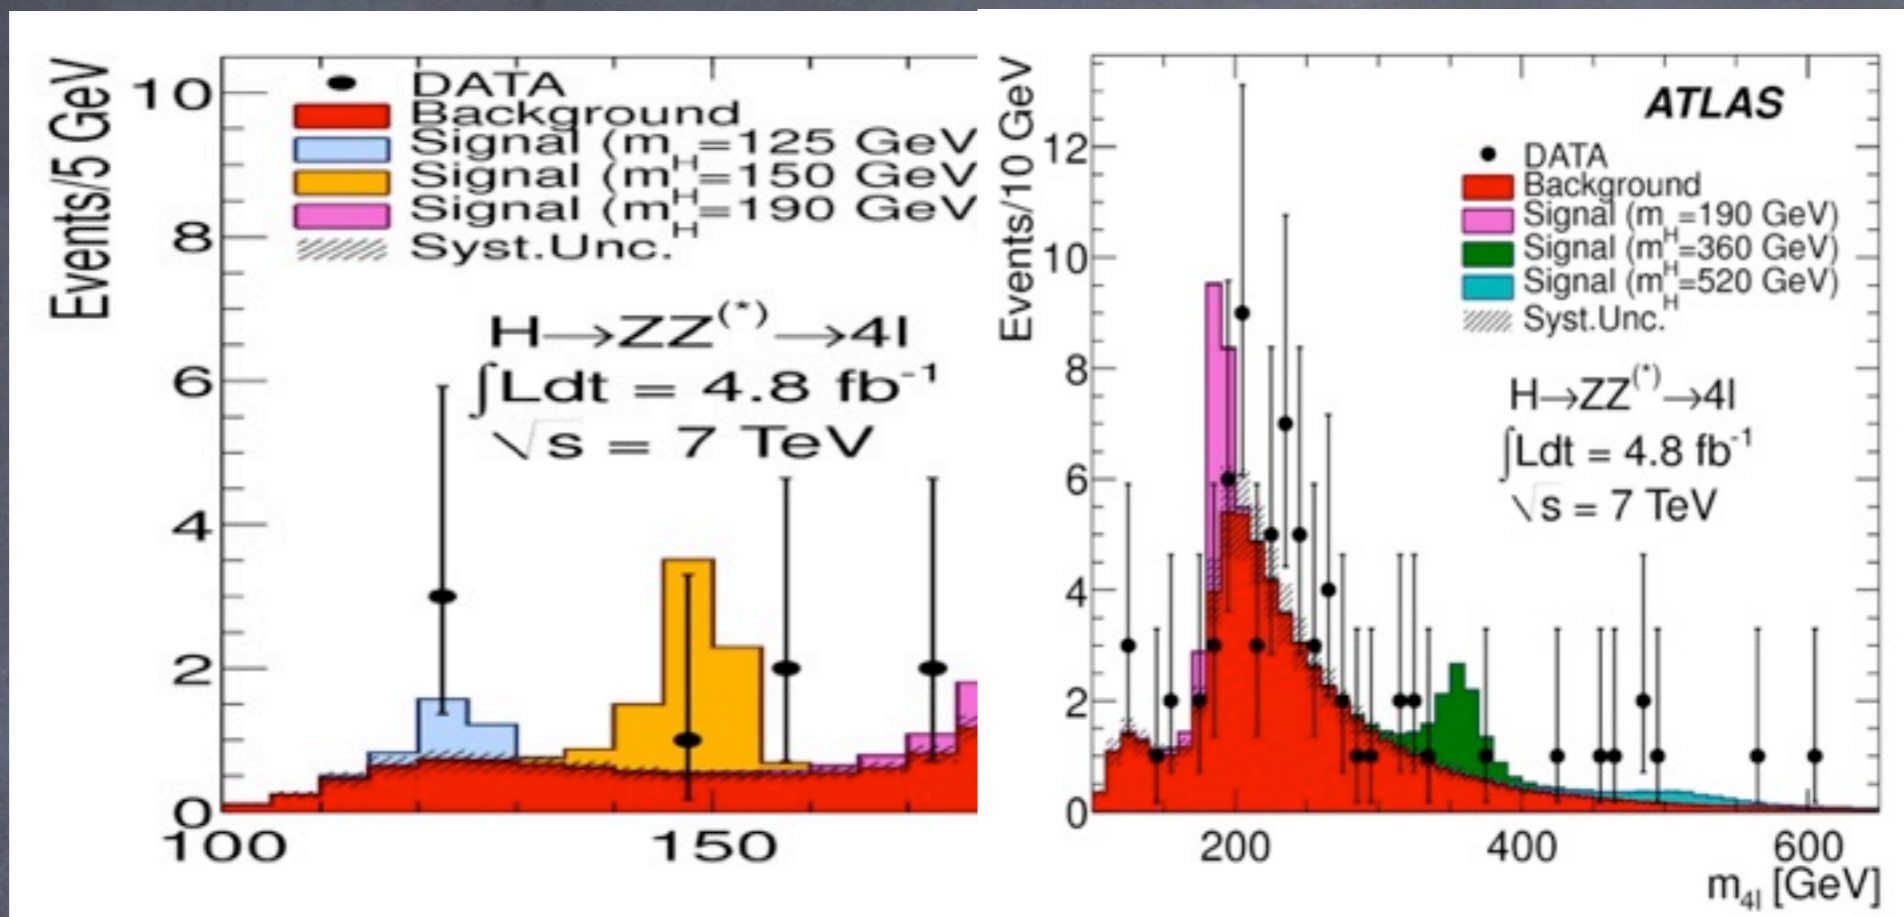 Events/5 GeV
10
8
6
4
2
0
100
150
DATA
Background
Signal (m_H=125 GeV
Signal (m_H=150 GeV
Signal (m_H=190 GeV
Syst.Unc.
H→ZZ^(*)→4l
∫Ldt = 4.8 fb^-1
√s = 7 TeV
Events/10 GeV
12
10
8
6
4
2
0
200
400
600
m_4l [GeV]
ATLAS
DATA
Background
Signal (m_H=190 GeV)
Signal (m_H=360 GeV)
Signal (m_H=520 GeV)
Syst.Unc.
H→ZZ^(*)→4l
∫Ldt = 4.8 fb^-1
√s = 7 TeV